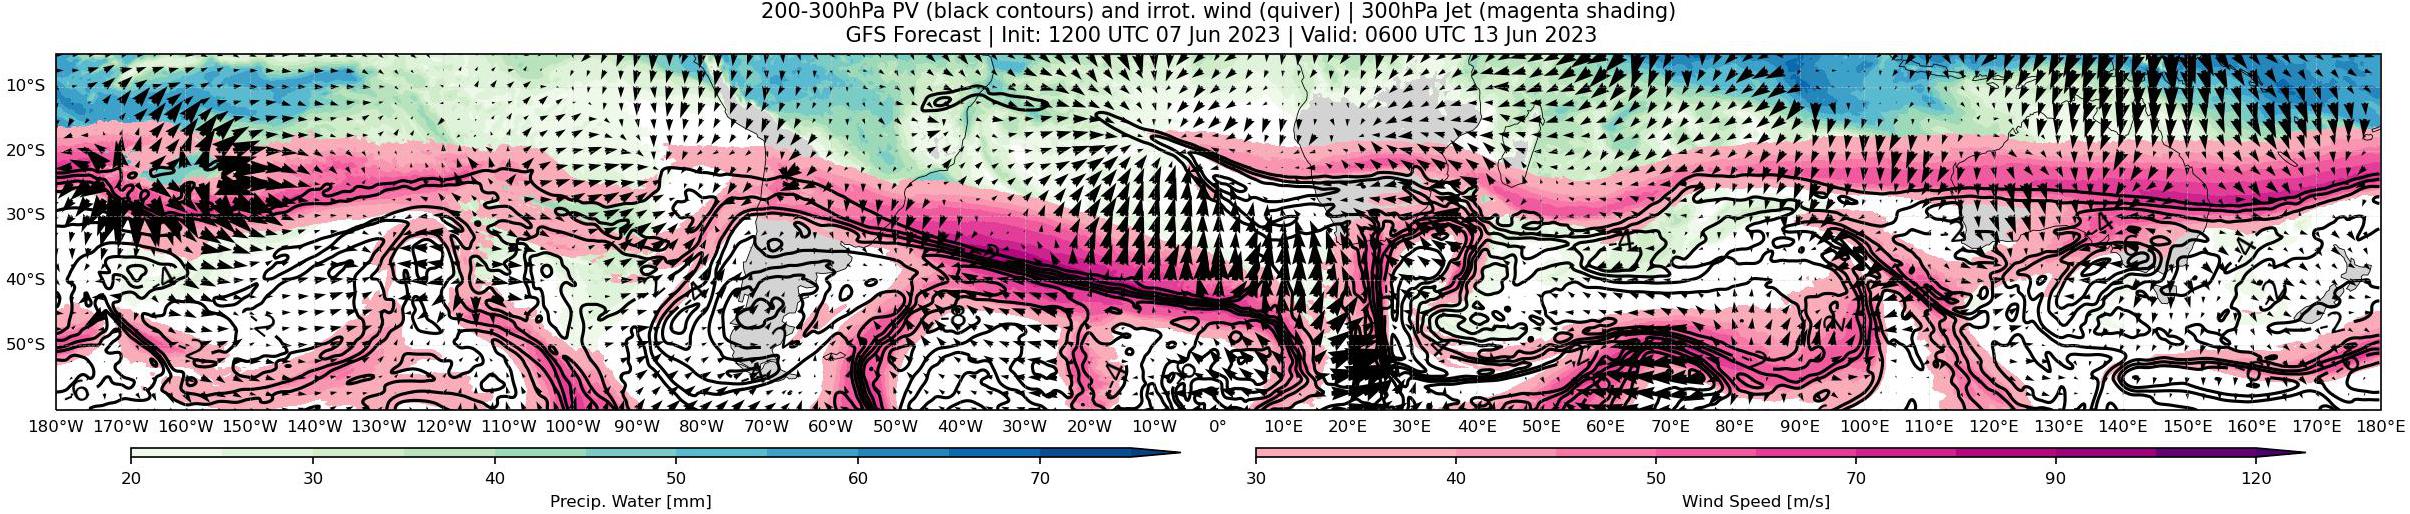 200-300hPa PV (black contours) and irrot. wind (quiver) | 300hPa Jet (magenta shading)
GFS Forecast | Init: 1200 UTC 07 Jun 2023 | Valid: 0600 UTC 13 Jun 2023
10°S
20°S
30°S
40°S
50°S
180°W 170°W 160°W 150°W 140°W 130°W 120°W 110°W 100°W 90°W 80°W 70°W 60°W 50°W 40°W 30°W 20°W 10°W 0° 10°E 20°E 30°E 40°E 50°E 60°E 70°E 80°E 90°E 100°E 110°E 120°E 130°E 140°E 150°E 160°E 170°E 180°E
20 30 40 50 60 70
Precip. Water [mm]
30 40 50 70 90 120
Wind Speed [m/s]